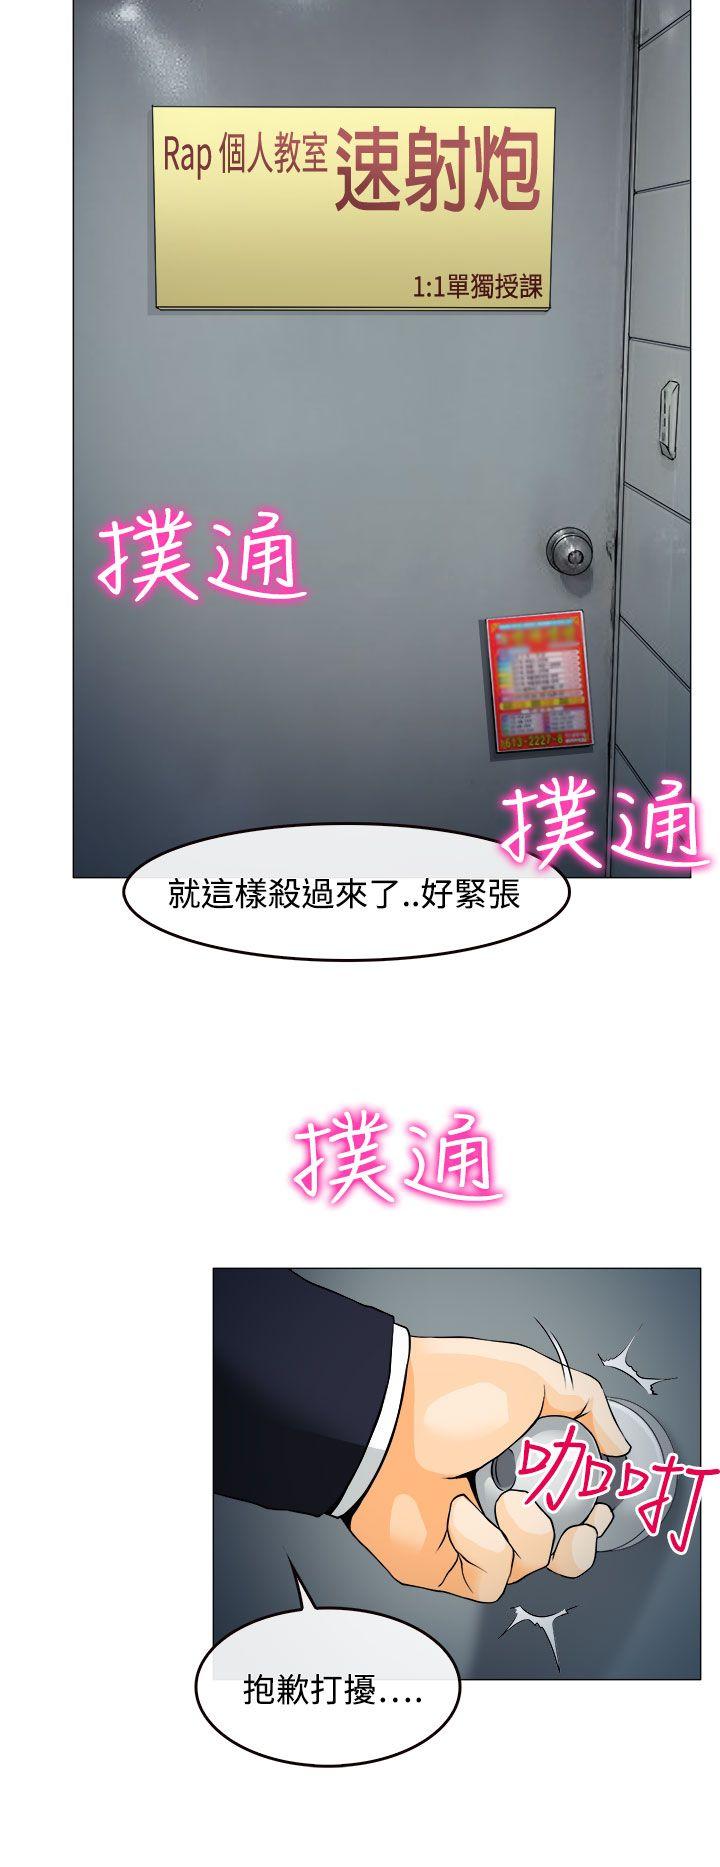 Rap 個人教室 速射炮
1:1單獨授課
撲通
613-2227-8
撲通
就這樣殺過來了..好緊張
撲通
咖打
抱歉打擾....